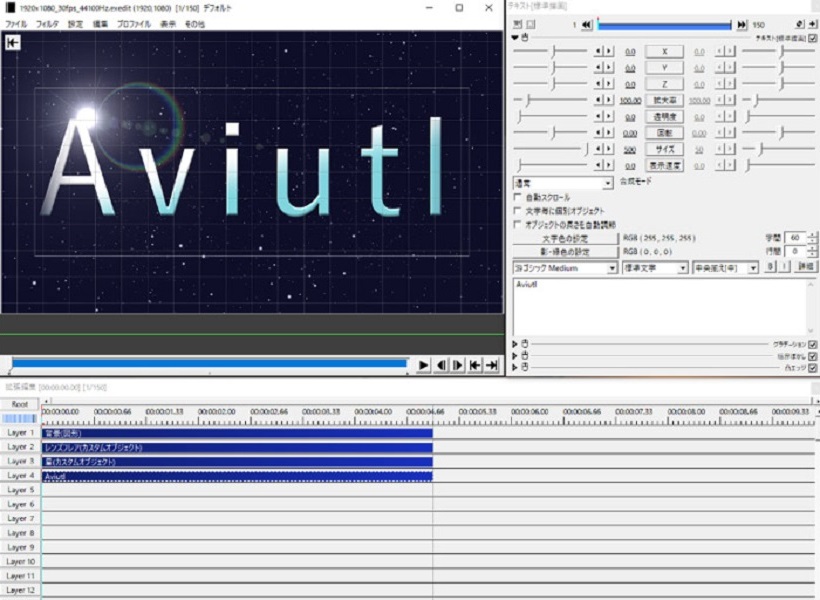 1920x1080_30fps_44100Hz.exedit (1920,1080) [1/150] デフォルト
ファイル フィルタ 設定 編集 プロファイル 表示 その他
Aviutl
テキスト[標準描画]
1 150
テキスト[標準描画]
0.0 X 0.0
0.0 Y 0.0
0.0 Z 0.0
100.00 拡大率 100.00
0.0 透明度 0.0
0.00 回転 0.00
500 サイズ 50
0.0 表示速度 0.0
通常 合成モード
自動スクロール
文字毎に個別オブジェクト
オブジェクトの長さを自動調節
文字色の設定 RGB ( 255, 255, 255 ) 字間 60
影・縁色の設定 RGB ( 0, 0, 0 ) 行間 0
游ゴシック Medium 標準文字 中央揃え[中] B I 詳細
Aviutl
グラデーション
凸エッジ
拡張編集 [00:00:00.00] [1/150]
Root 00:00:00.00 00:00:00.66 00:00:01.33 00:00:02.00 00:00:02.66 00:00:03.33 00:00:04.00 00:00:04.66 00:00:05.33 00:00:06.00 00:00:06.66 00:00:07.33 00:00:08.00 00:00:08.66 00:00:09.33
Layer 1 背景(図形)
Layer 2 レンズフレア(カスタムオブジェクト)
Layer 3 星(カスタムオブジェクト)
Layer 4 Aviutl
Layer 5
Layer 6
Layer 7
Layer 8
Layer 9
Layer 10
Layer 11
Layer 12